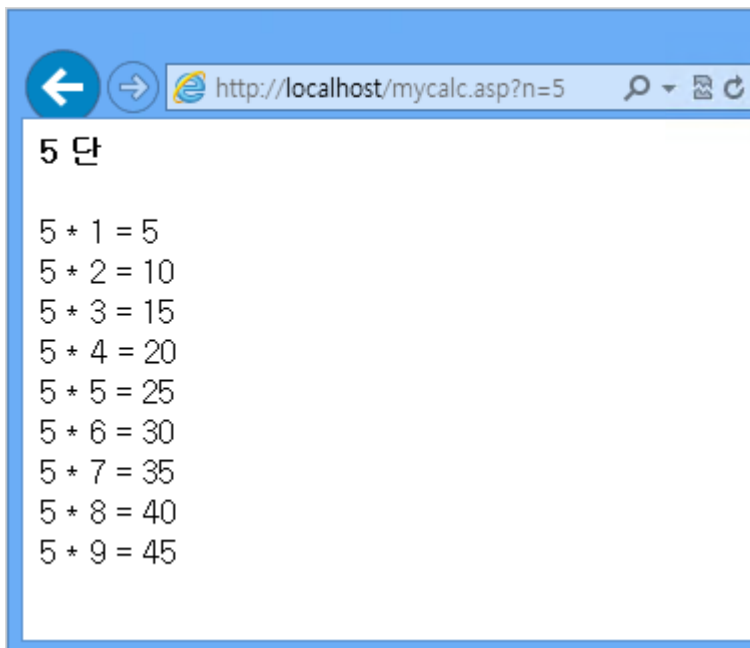 http://localhost/mycalc.asp?n=5
5 단
5 * 1 = 5
5 * 2 = 10
5 * 3 = 15
5 * 4 = 20
5 * 5 = 25
5 * 6 = 30
5 * 7 = 35
5 * 8 = 40
5 * 9 = 45